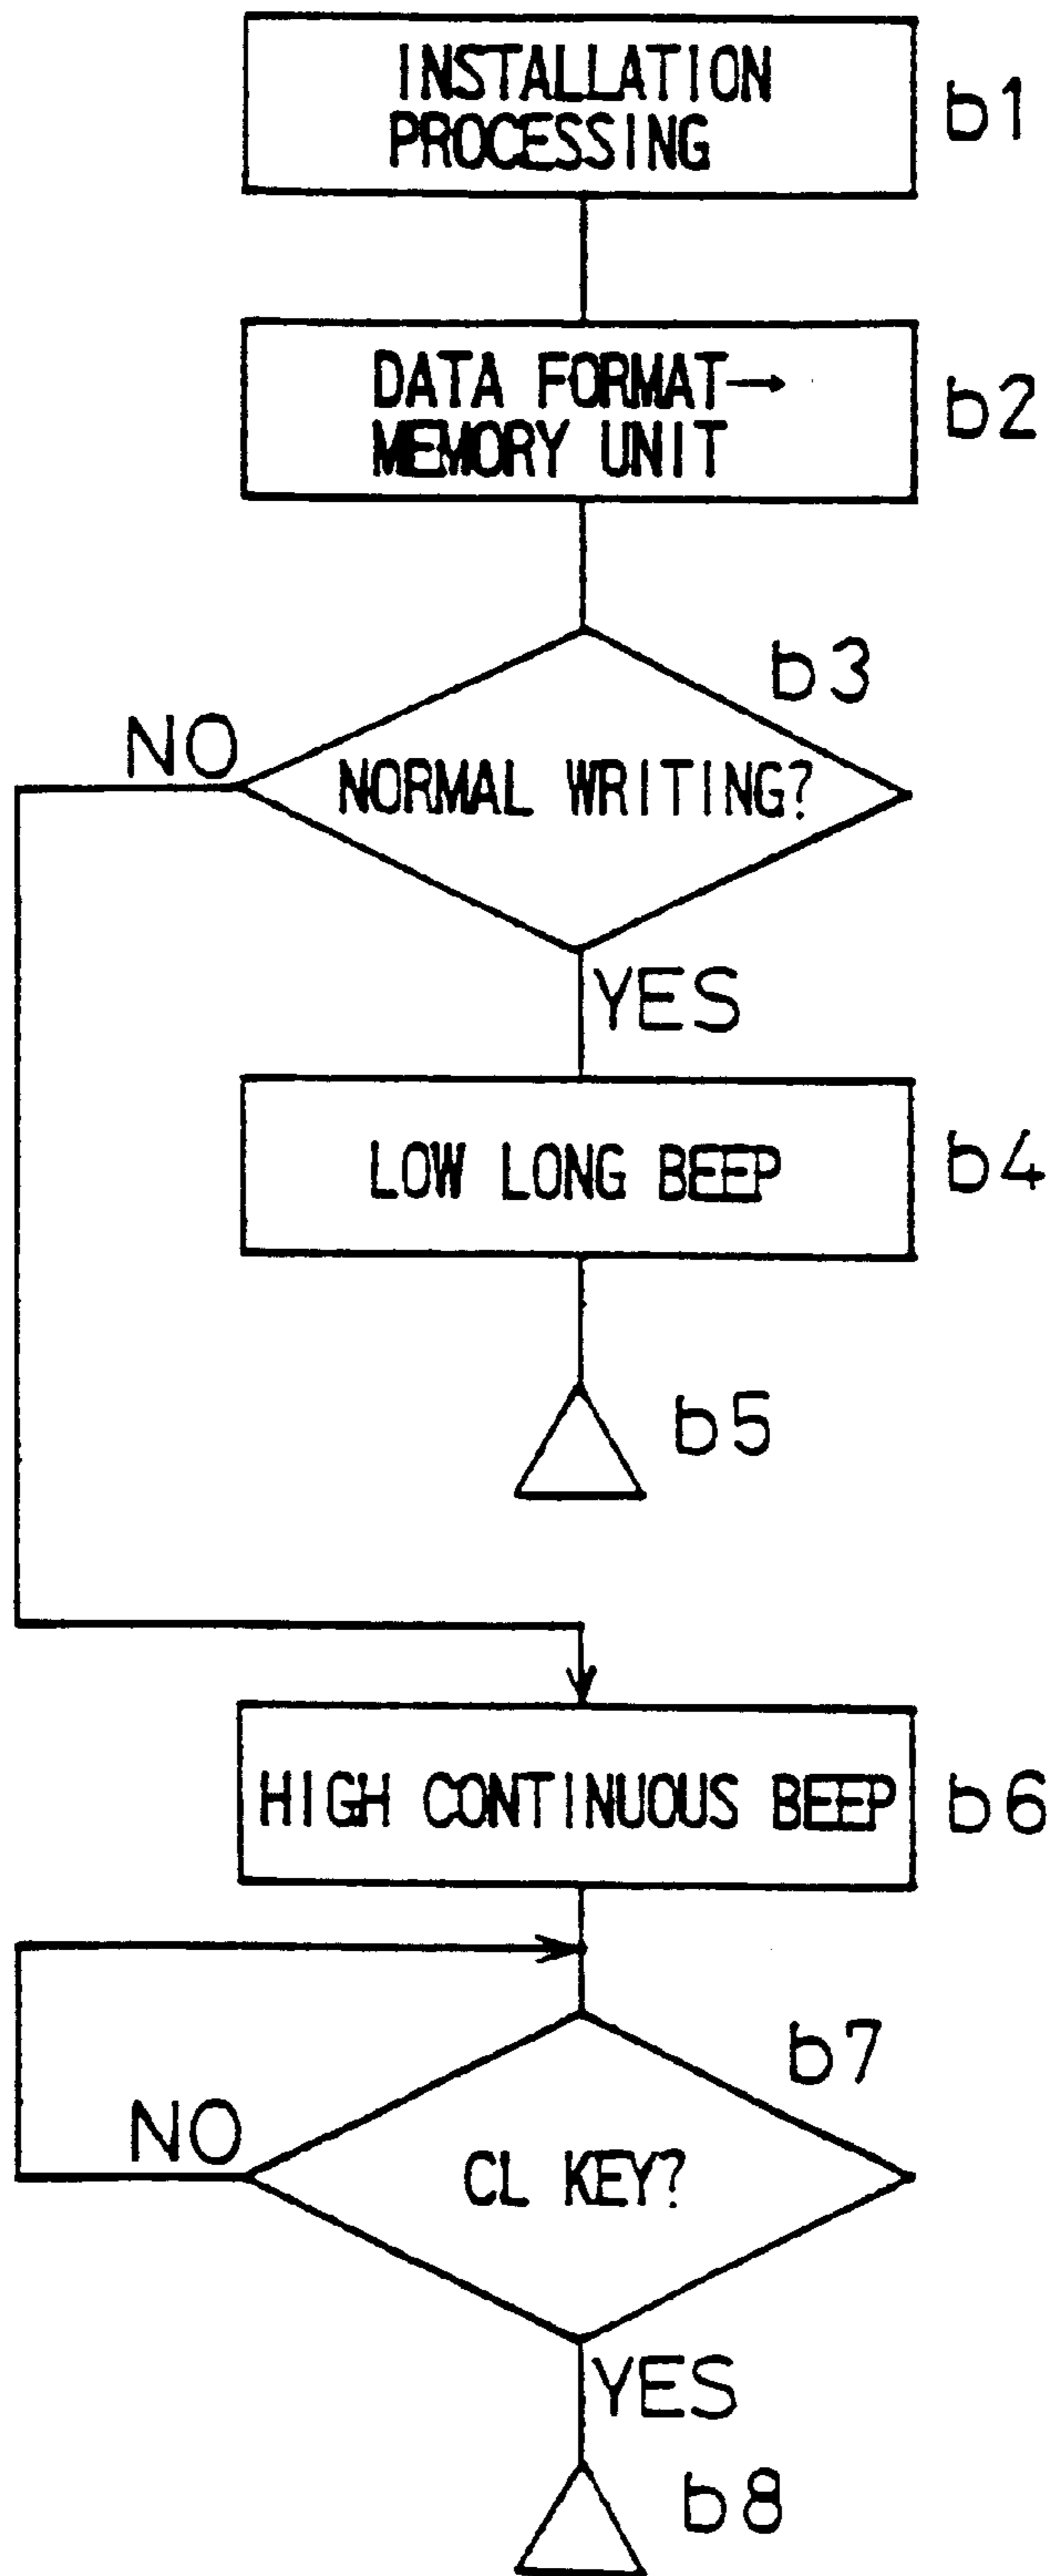 INSTALLATION
PROCESSING
b1
DATA FORMAT→
MEMORY UNIT
b2
b3
NO
NORMAL WRITING?
YES
LOW LONG BEEP
b4
b5
HIGH CONTINUOUS BEEP
b6
b7
NO
CL KEY?
YES
b8